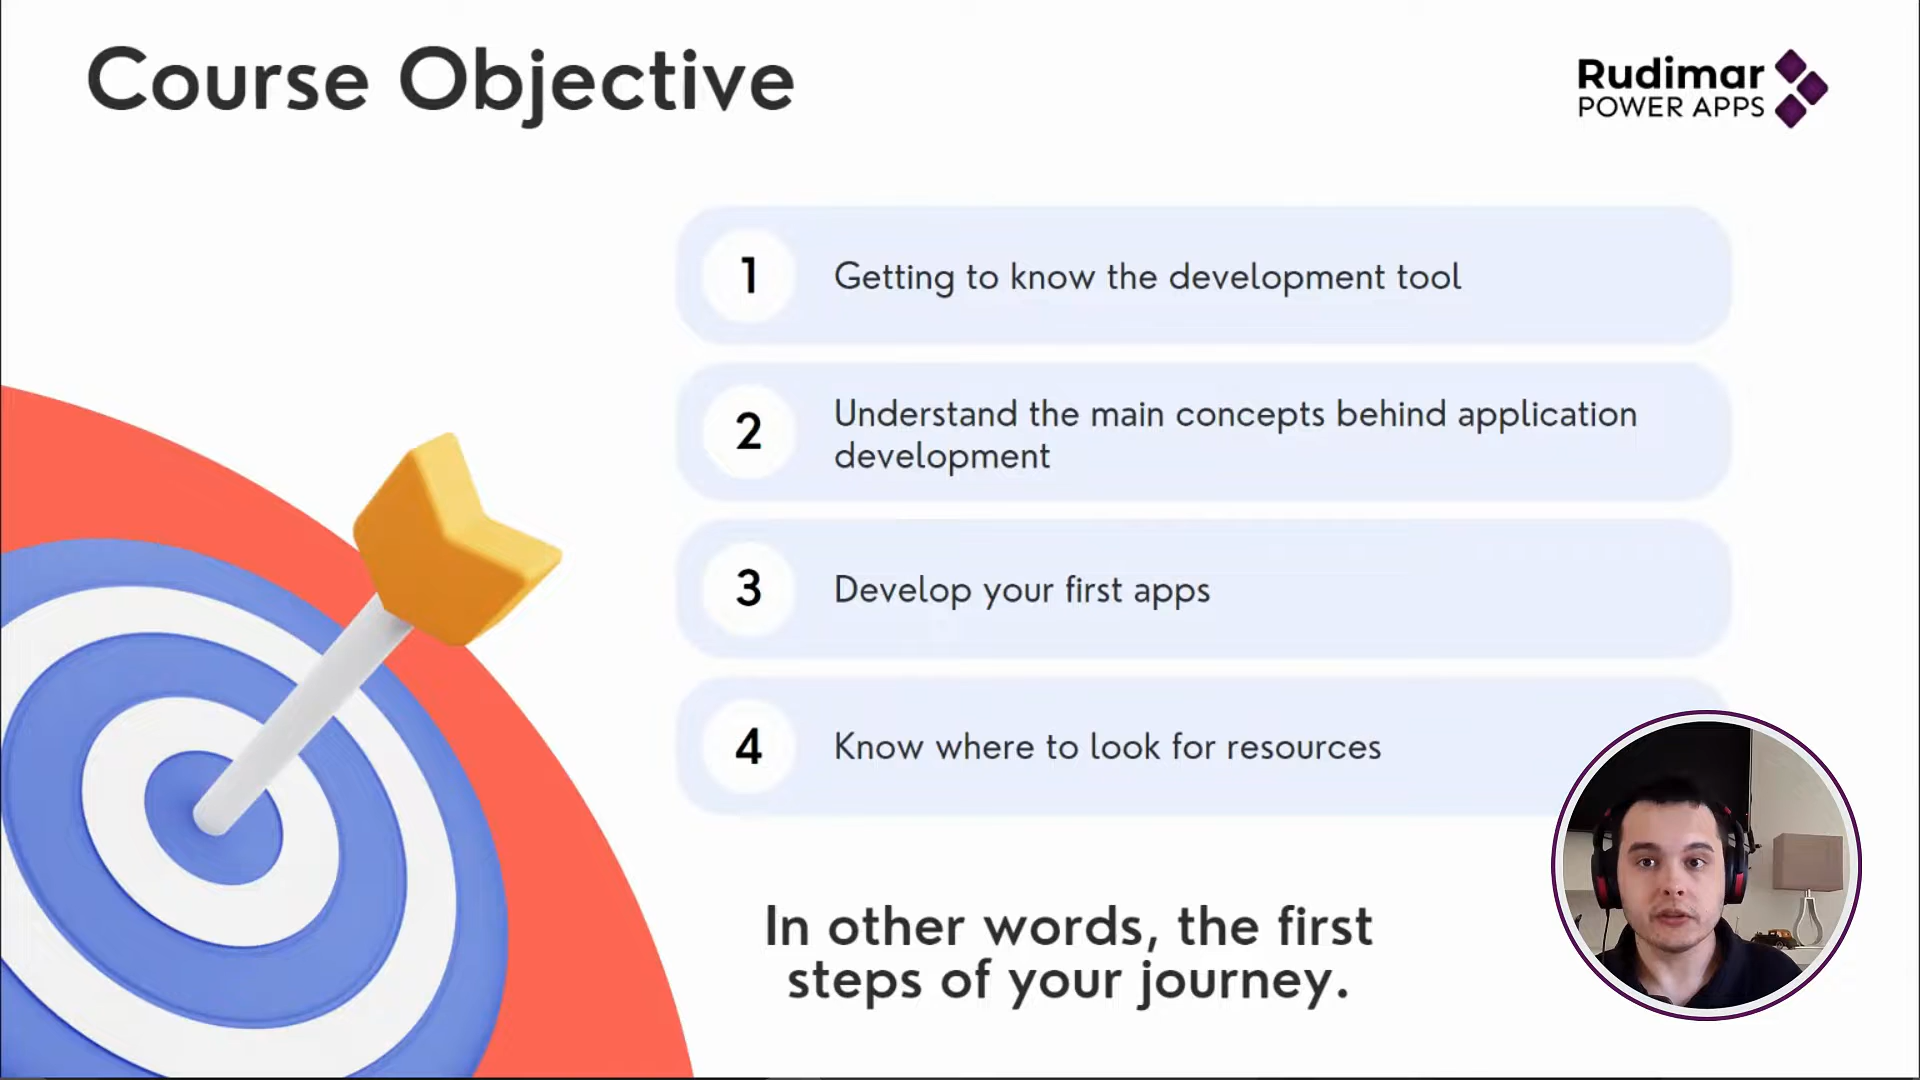 Course Objective
Rudimar
POWER APPS
1
Getting to know the development tool
2
Understand the main concepts behind application
development
3
Develop your first apps
4
Know where to look for resources
In other words, the first
steps of your journey.